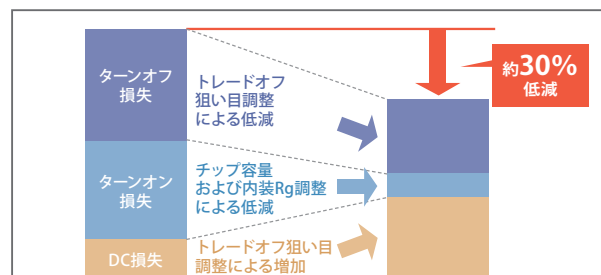 ターンオフ
損失
トレードオフ
狙い目調整
による低減
約30%
低減
ターンオン
損失
チップ容量
および内装Rg調整
による低減
DC損失
トレードオフ狙い目
調整による増加